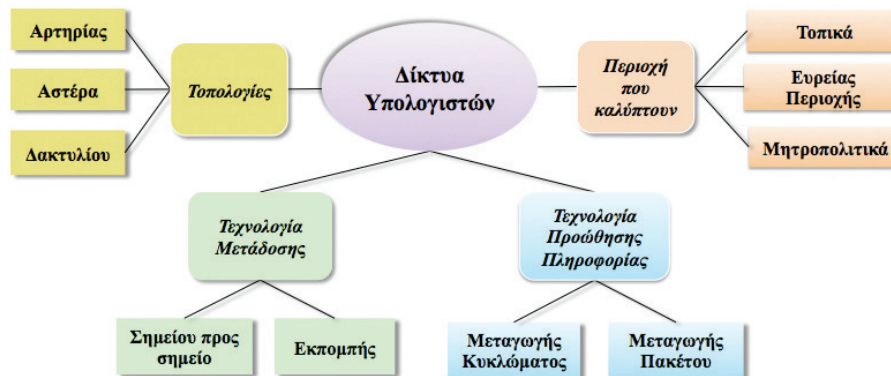 Δίκτυα
Υπολογιστών
Τοπολογίες
Αρτηρίας
Αστέρα
Δακτυλίου
Περιοχή
που
καλύπτουν
Τοπικά
Ευρείας
Περιοχής
Μητροπολιτικά
Τεχνολογία
Μετάδοσης
Σημείου προς
σημείο
Εκπομπής
Τεχνολογία
Προώθησης
Πληροφορίας
Μεταγωγής
Κυκλώματος
Μεταγωγής
Πακέτου